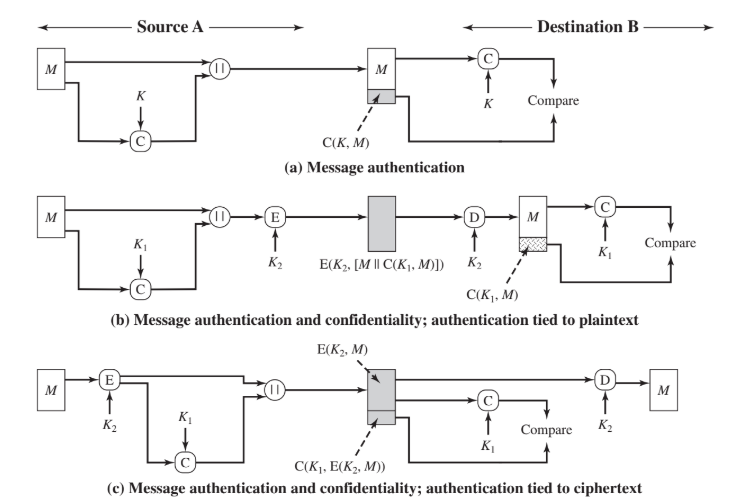 Source A
Destination B
M
||
M
C
K
K
Compare
C
C(K, M)
(a) Message authentication
M
||
E
D
M
C
K1
K2
E(K2, [M || C(K1, M)])
K2
K1
Compare
C
C(K1, M)
(b) Message authentication and confidentiality; authentication tied to plaintext
E(K2, M)
M
E
||
D
M
K2
K1
C
K1
Compare
K2
C
C(K1, E(K2, M))
(c) Message authentication and confidentiality; authentication tied to ciphertext